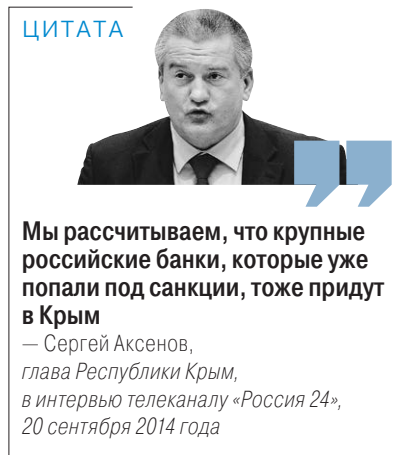 ЦИТАТА
Мы рассчитываем, что крупные
российские банки, которые уже
попали под санкции, тоже придут
в Крым
— Сергей Аксенов,
глава Республики Крым,
в интервью телеканалу «Россия 24»,
20 сентября 2014 года